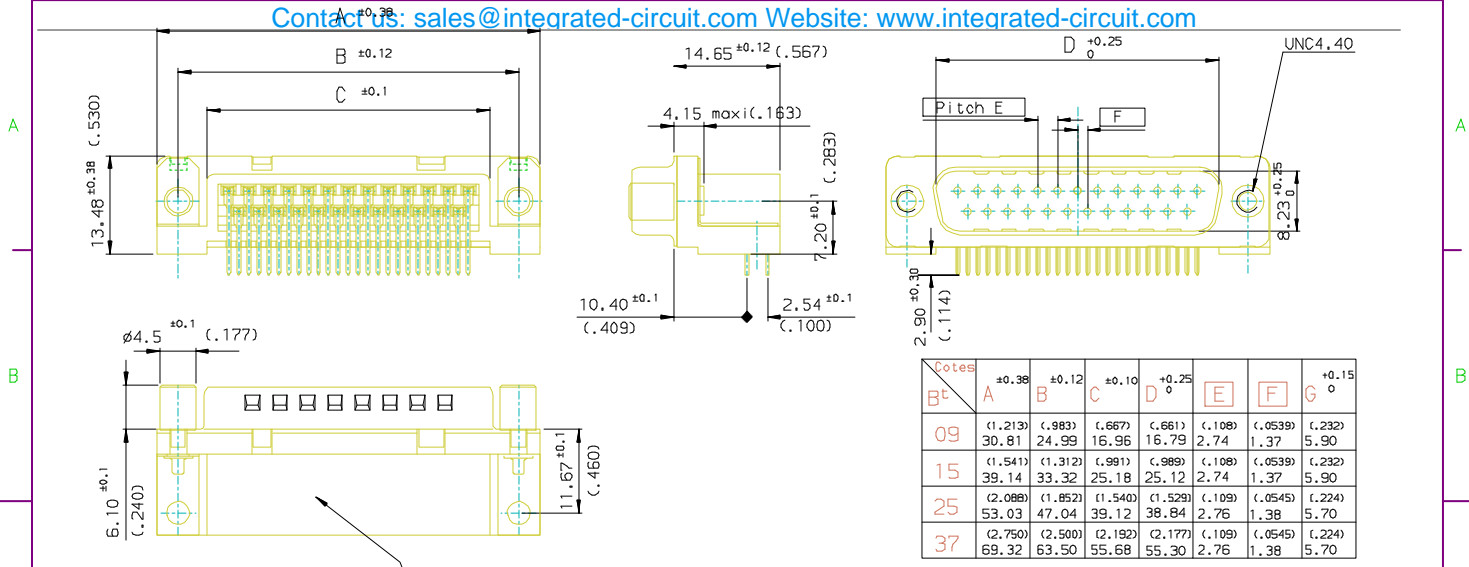 Contact us: sales@integrated-circuit.com Website: www.integrated-circuit.com
A ±0.38
B ±0.12
C ±0.1
13.48 ±0.38 (.530)
14.65 ±0.12 (.567)
4.15 maxi(.163)
(.283)
7.20 ±0.1
10.40 ±0.1
(.409)
2.54 ±0.1
(.100)
D +0.25
0
UNC4.40
Pitch E
F
8.23 +0.25
0
2.90 ±0.30
(.114)
A
A
B
B
ø4.5 ±0.1 (.177)
6.10 ±0.1
(.240)
11.67 ±0.1
(.460)
Cotes
Bt A ±0.38 B ±0.12 C ±0.10 D +0.25 0 E F G +0.15 0
(1.213) (.983) (.667) (.661) (.108) (.0539) (.232)
09 30.81 24.99 16.96 16.79 2.74 1.37 5.90
(1.541) (1.312) (.991) (.989) (.108) (.0539) (.232)
15 39.14 33.32 25.18 25.12 2.74 1.37 5.90
(2.088) (1.852) (1.540) (1.529) (.109) (.0545) (.224)
25 53.03 47.04 39.12 38.84 2.76 1.38 5.70
(2.750) (2.500) (2.192) (2.177) (.109) (.0545) (.224)
37 69.32 63.50 55.68 55.30 2.76 1.38 5.70